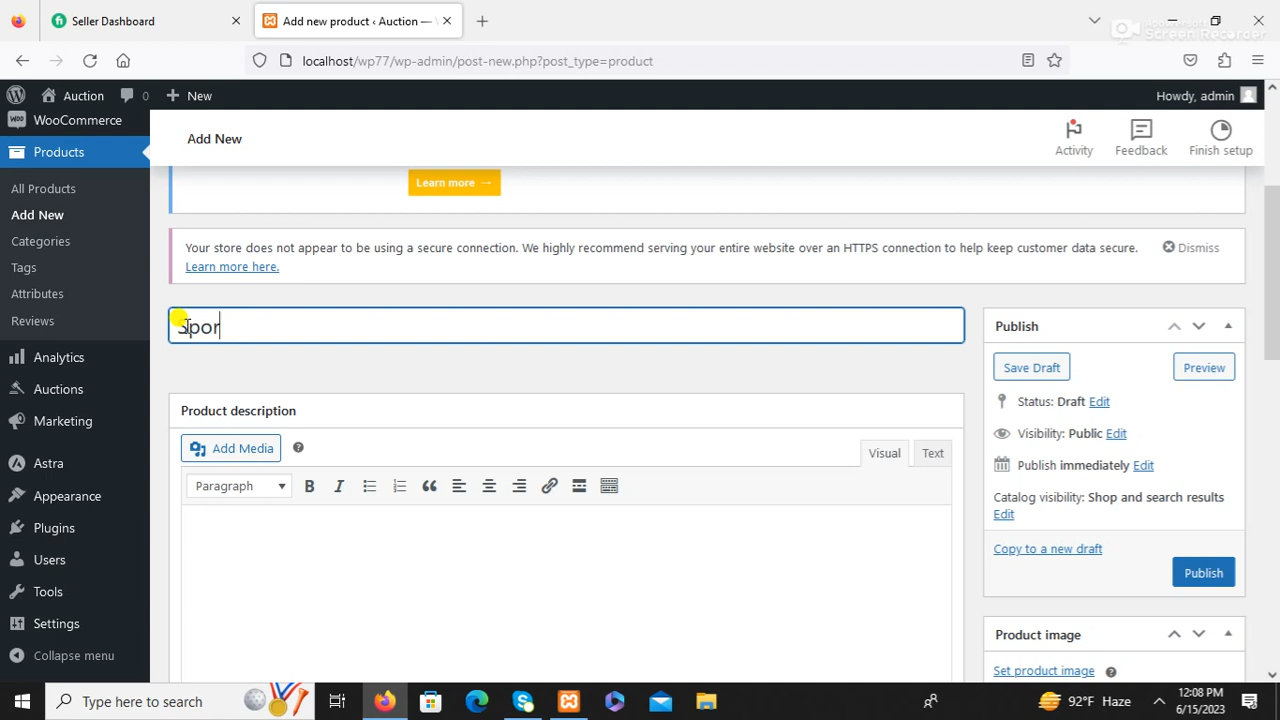 Seller Dashboard
Add new product ‹ Auction —
localhost/wp77/wp-admin/post-new.php?post_type=product
Auction
0
New
Howdy, admin
WooCommerce
Products
All Products
Add New
Categories
Tags
Attributes
Reviews
Analytics
Auctions
Marketing
Astra
Appearance
Plugins
Users
Tools
Settings
Collapse menu
Add New
Activity
Feedback
Finish setup
Learn more →
Your store does not appear to be using a secure connection. We highly recommend serving your entire website over an HTTPS connection to help keep customer data secure.
Learn more here.
Dismiss
Spor
Product description
Add Media
Visual
Text
Paragraph
Publish
Save Draft
Preview
Status: Draft Edit
Visibility: Public Edit
Publish immediately Edit
Catalog visibility: Shop and search results
Edit
Copy to a new draft
Publish
Product image
Set product image
Type here to search
92°F Haze
12:08 PM
6/15/2023